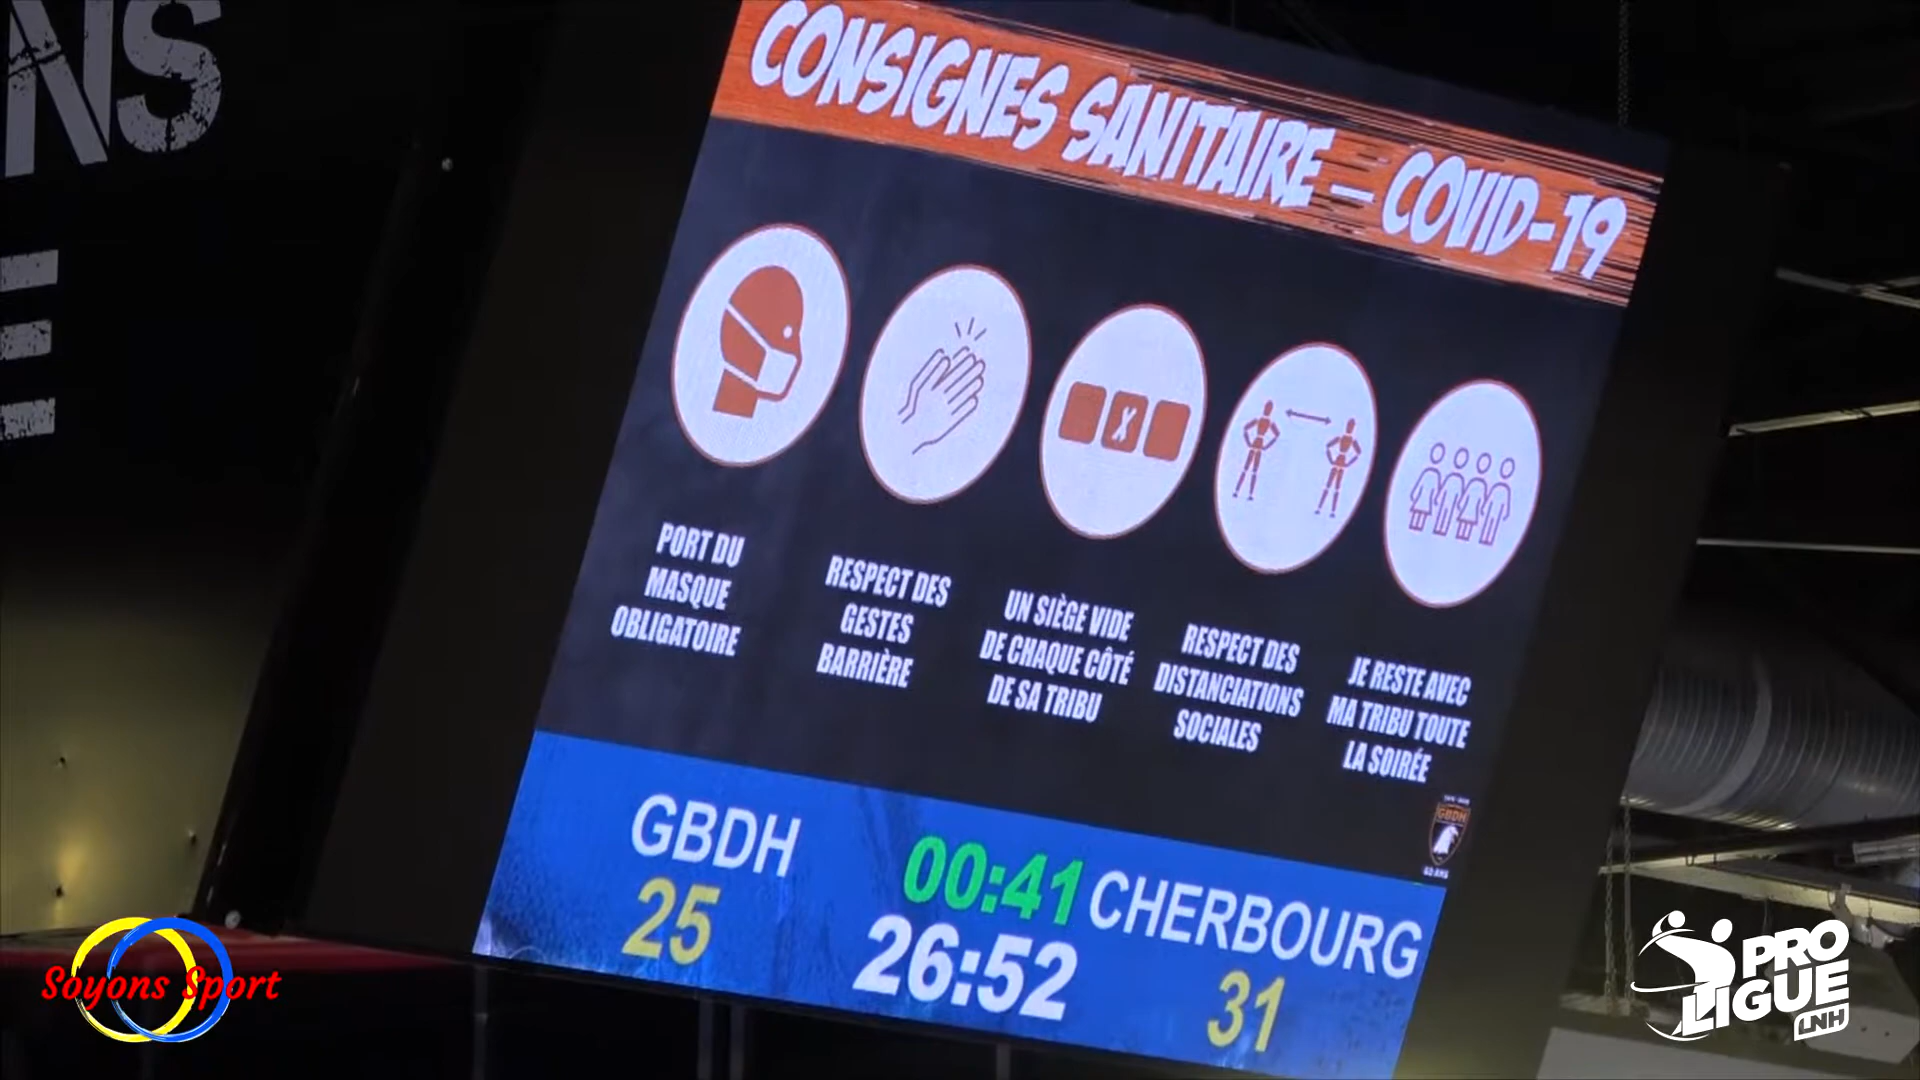 NS
E
CONSIGNES SANITAIRE – COVID-19
X
PORT DU
MASQUE
OBLIGATOIRE
RESPECT DES
GESTES
BARRIÈRE
UN SIÈGE VIDE
DE CHAQUE CÔTÉ
DE SA TRIBU
RESPECT DES
DISTANCIATIONS
SOCIALES
JE RESTE AVEC
MA TRIBU TOUTE
LA SOIRÉE
GBDH
GBDH
25
00:41
26:52
CHERBOURG
31
Soyons Sport
PRO
LIGUE
LNH